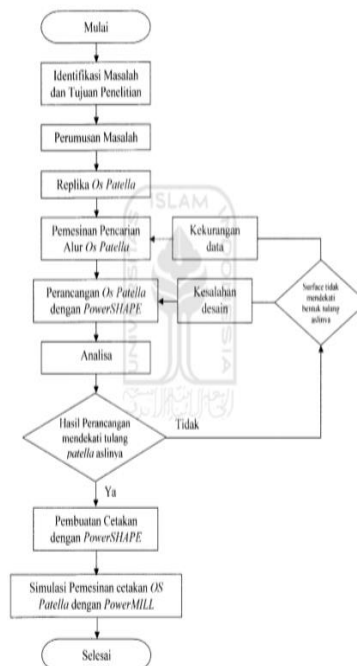 Mulai
Identifikasi Masalah
dan Tujuan Penelitian
Perumusan Masalah
Replika Os Patella
Pemesinan Pencarian
Alur Os Patella
Kekurangan
data
Perancangan Os Patella
dengan PowerSHAPE
Kesalahan
desain
Surface tidak
mendekati
bentuk tulang
aslinya
Analisa
Hasil Perancangan
mendekati tulang
patella aslinya
Tidak
Ya
Pembuatan Cetakan
dengan PowerSHAPE
Simulasi Pemesinan cetakan OS
Patella dengan PowerMILL
Selesai
ISLAM